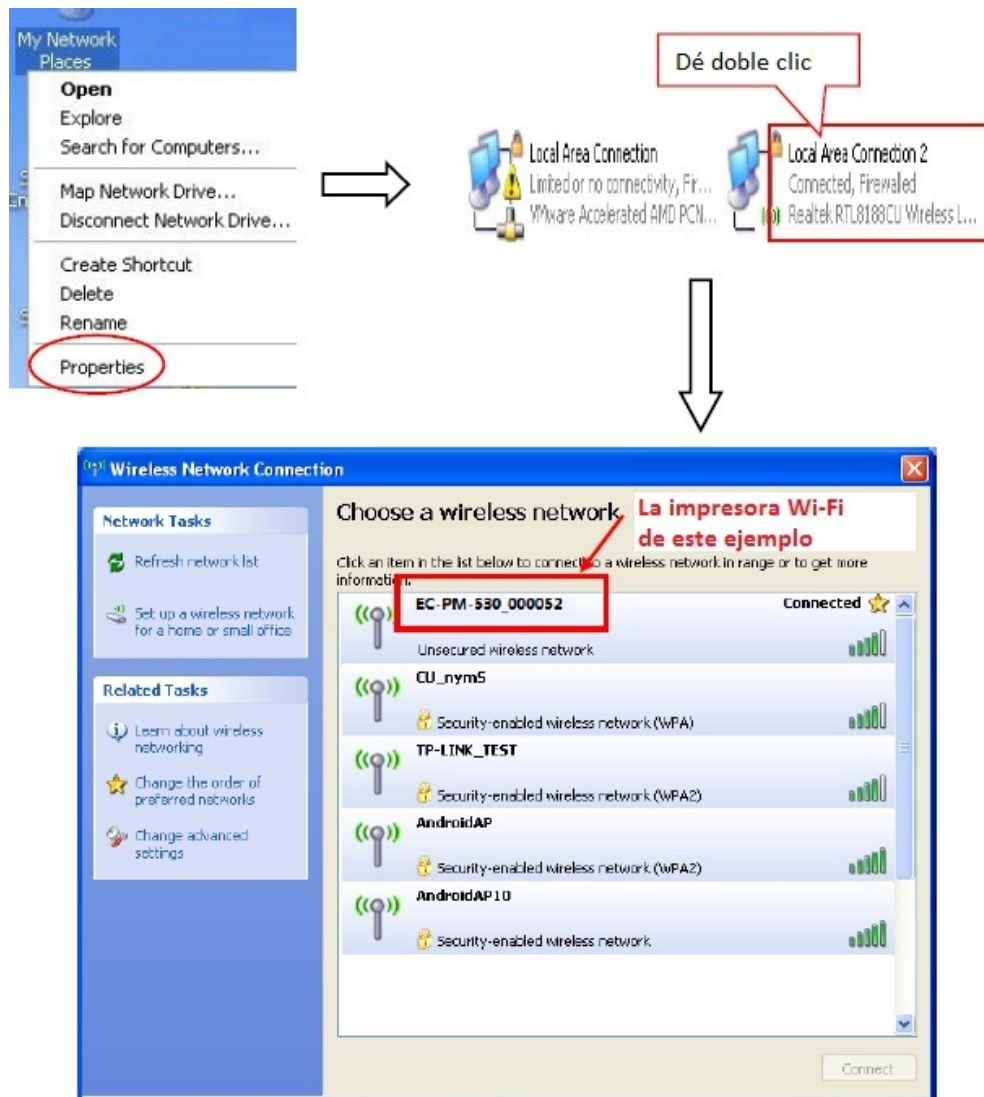 My Network
Places
Open
Explore
Search for Computers...
Map Network Drive...
Disconnect Network Drive...
Create Shortcut
Delete
Rename
Properties
Dé doble clic
Local Area Connection
Limited or no connectivity, Fir...
VMware Accelerated AMD PCN...
Local Area Connection 2
Connected, Firewalled
Realtek RTL8188CU Wireless L...
Wireless Network Connection
Network Tasks
Refresh network list
Set up a wireless network
for a home or small office
Related Tasks
Learn about wireless
networking
Change the order of
preferred networks
Change advanced
settings
Choose a wireless network
La impresora Wi-Fi
de este ejemplo
Click an item in the list below to connect to a wireless network in range or to get more
information.
EC-PM-530_000052 Connected
Unsecured wireless network
CU_nym5
Security-enabled wireless network (WPA)
TP-LINK_TEST
Security-enabled wireless network (WPA2)
AndroidAP
Security-enabled wireless network (WPA2)
AndroidAP10
Security-enabled wireless network
Connect